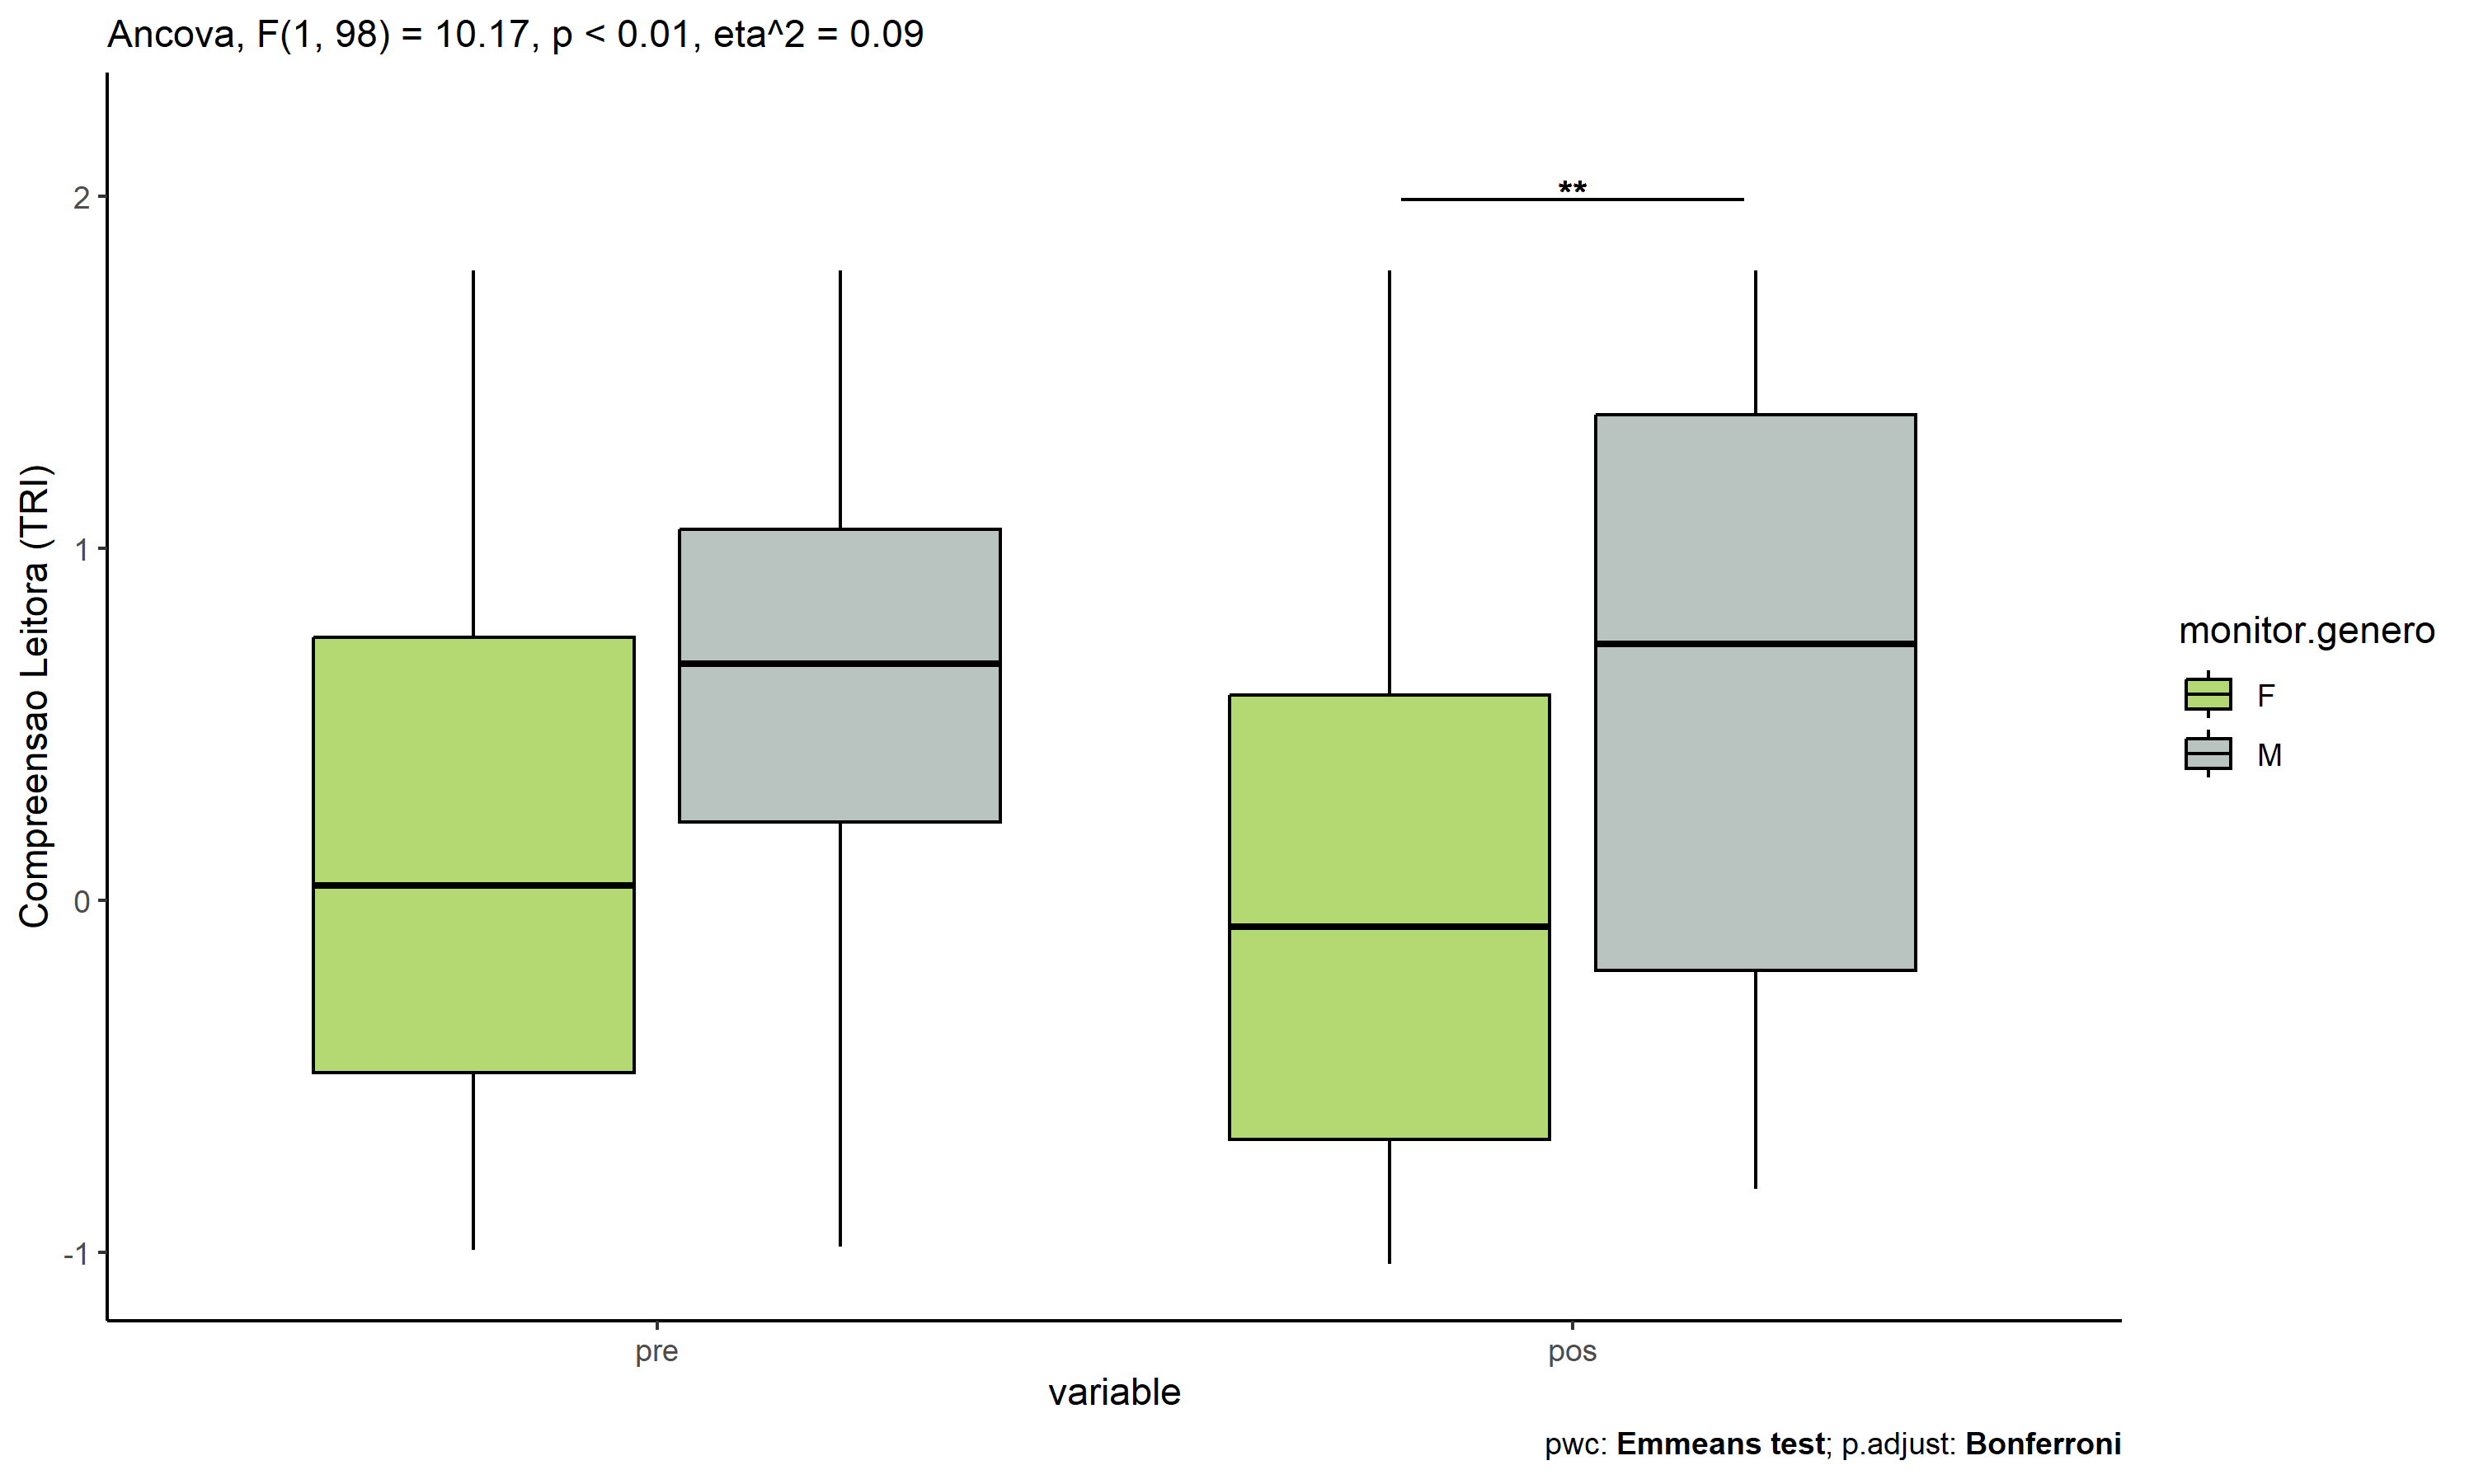 Ancova, F(1, 98) = 10.17, p < 0.01, eta^2 = 0.09
Compreensao Leitora (TRI)
2
1
0
-1
**
pre
pos
variable
monitor.genero
F
M
pwc: Emmeans test; p.adjust: Bonferroni